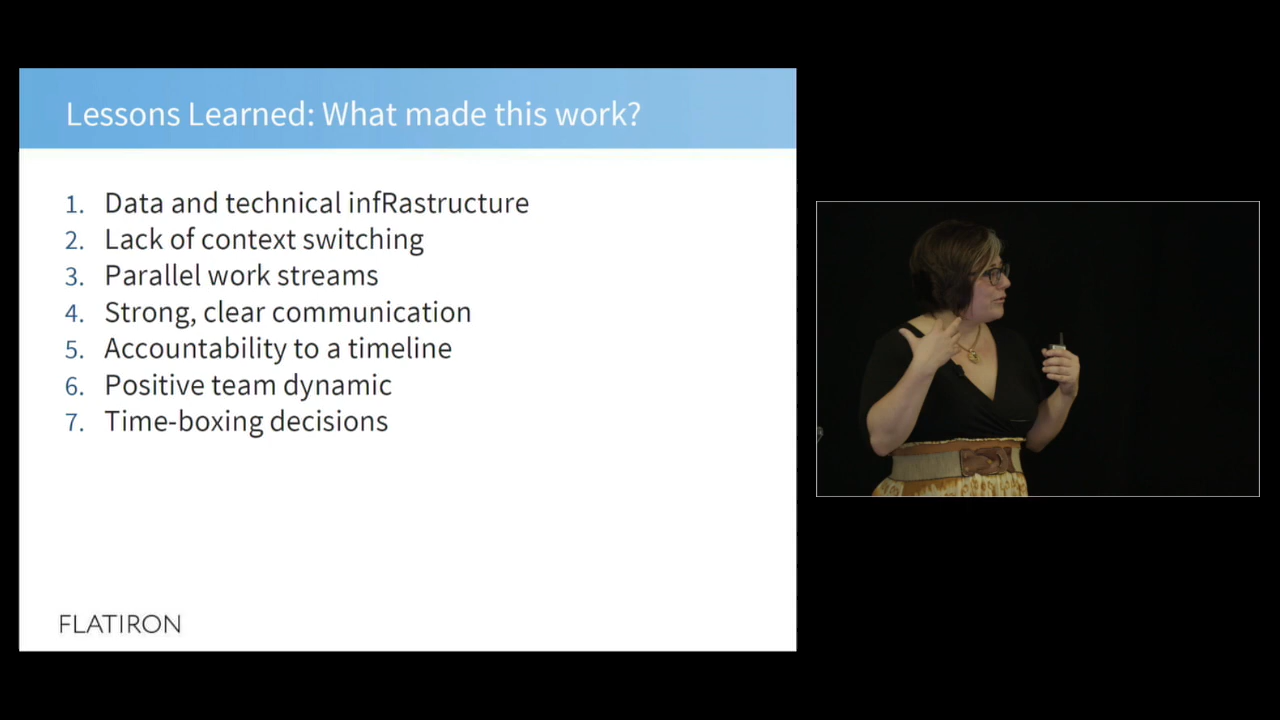 Lessons Learned: What made this work?
1. Data and technical infRastructure
2. Lack of context switching
3. Parallel work streams
4. Strong, clear communication
5. Accountability to a timeline
6. Positive team dynamic
7. Time-boxing decisions
FLATIRON